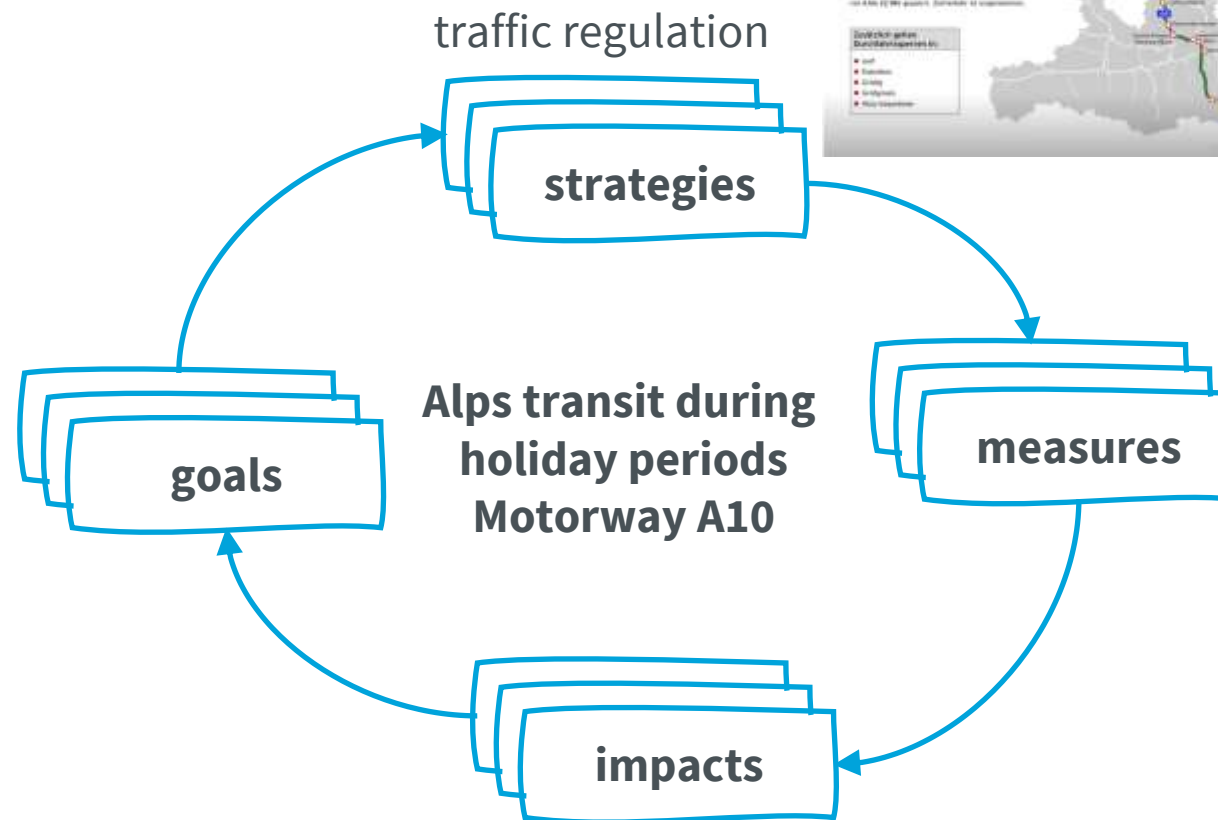 traffic regulation
strategies
Alps transit during
holiday periods
Motorway A10
goals
measures
impacts